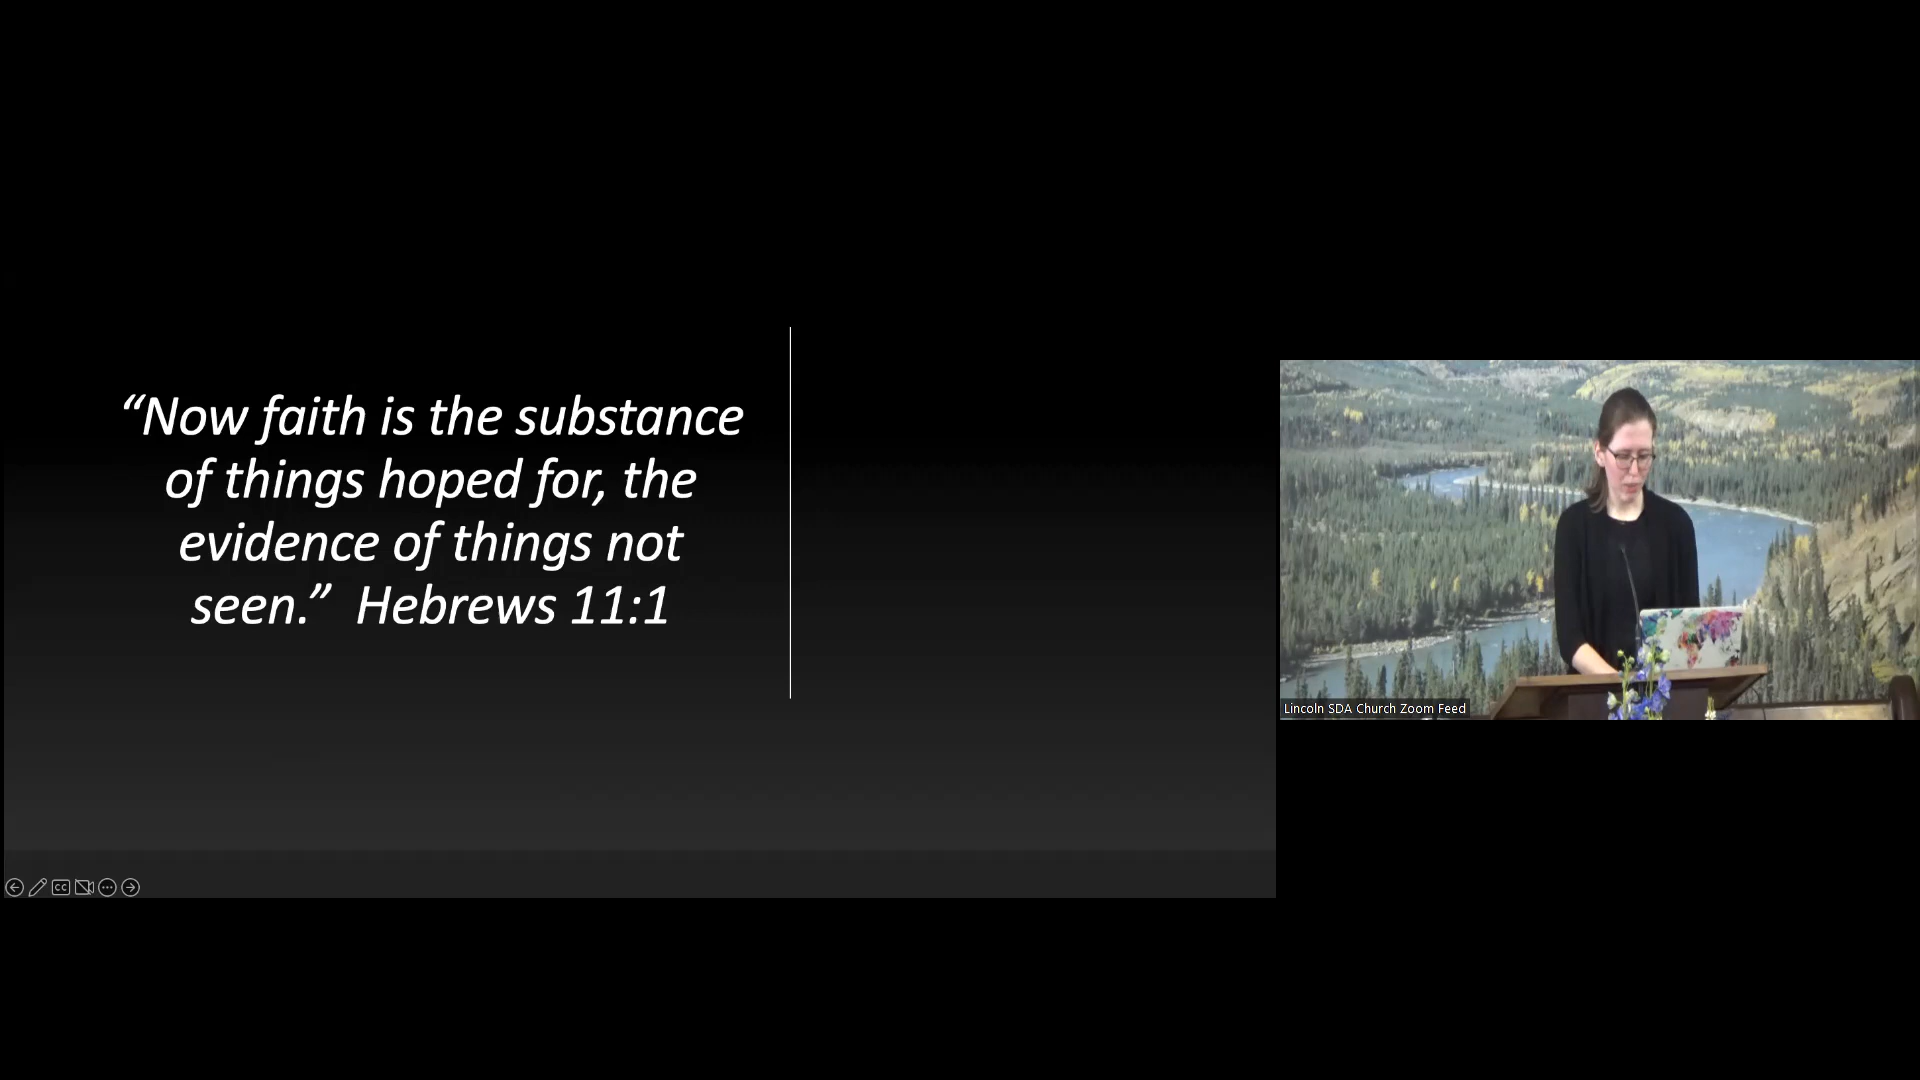 “Now faith is the substance
of things hoped for, the
evidence of things not
seen.”  Hebrews 11:1
Lincoln SDA Church Zoom Feed
CC